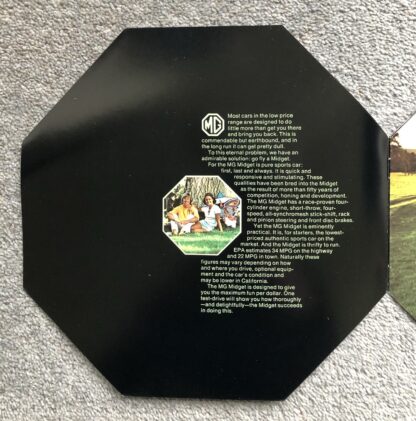 MG
Most cars in the low price
range are designed to do
little more than get you there
and bring you back. This is
commendable but earthbound, and in
the long run it can get pretty dull.
To this eternal problem, we have an
admirable solution: go fly a Midget.
For the MG Midget is pure sports car:
first, last and always. It is quick and
responsive and stimulating. These
qualities have been bred into the Midget
as the result of more than fifty years of
competition, honing and development.
The MG Midget has a race-proven four-
cylinder engine, short-throw, four-
speed, all-synchromesh stick-shift, rack
and pinion steering and front disc brakes.
Yet the MG Midget is eminently
practical. It is, for starters, the lowest-
priced authentic sports car on the
market. And the Midget is thrifty to run.
EPA estimates 34 MPG on the highway
and 22 MPG in town. Naturally these
figures may vary depending on how
and where you drive, optional equip-
ment and the car's condition and
may be lower in California.
The MG Midget is designed to give
you the maximum fun per dollar. One
test-drive will show you how thoroughly
—and delightfully—the Midget succeeds
in doing this.